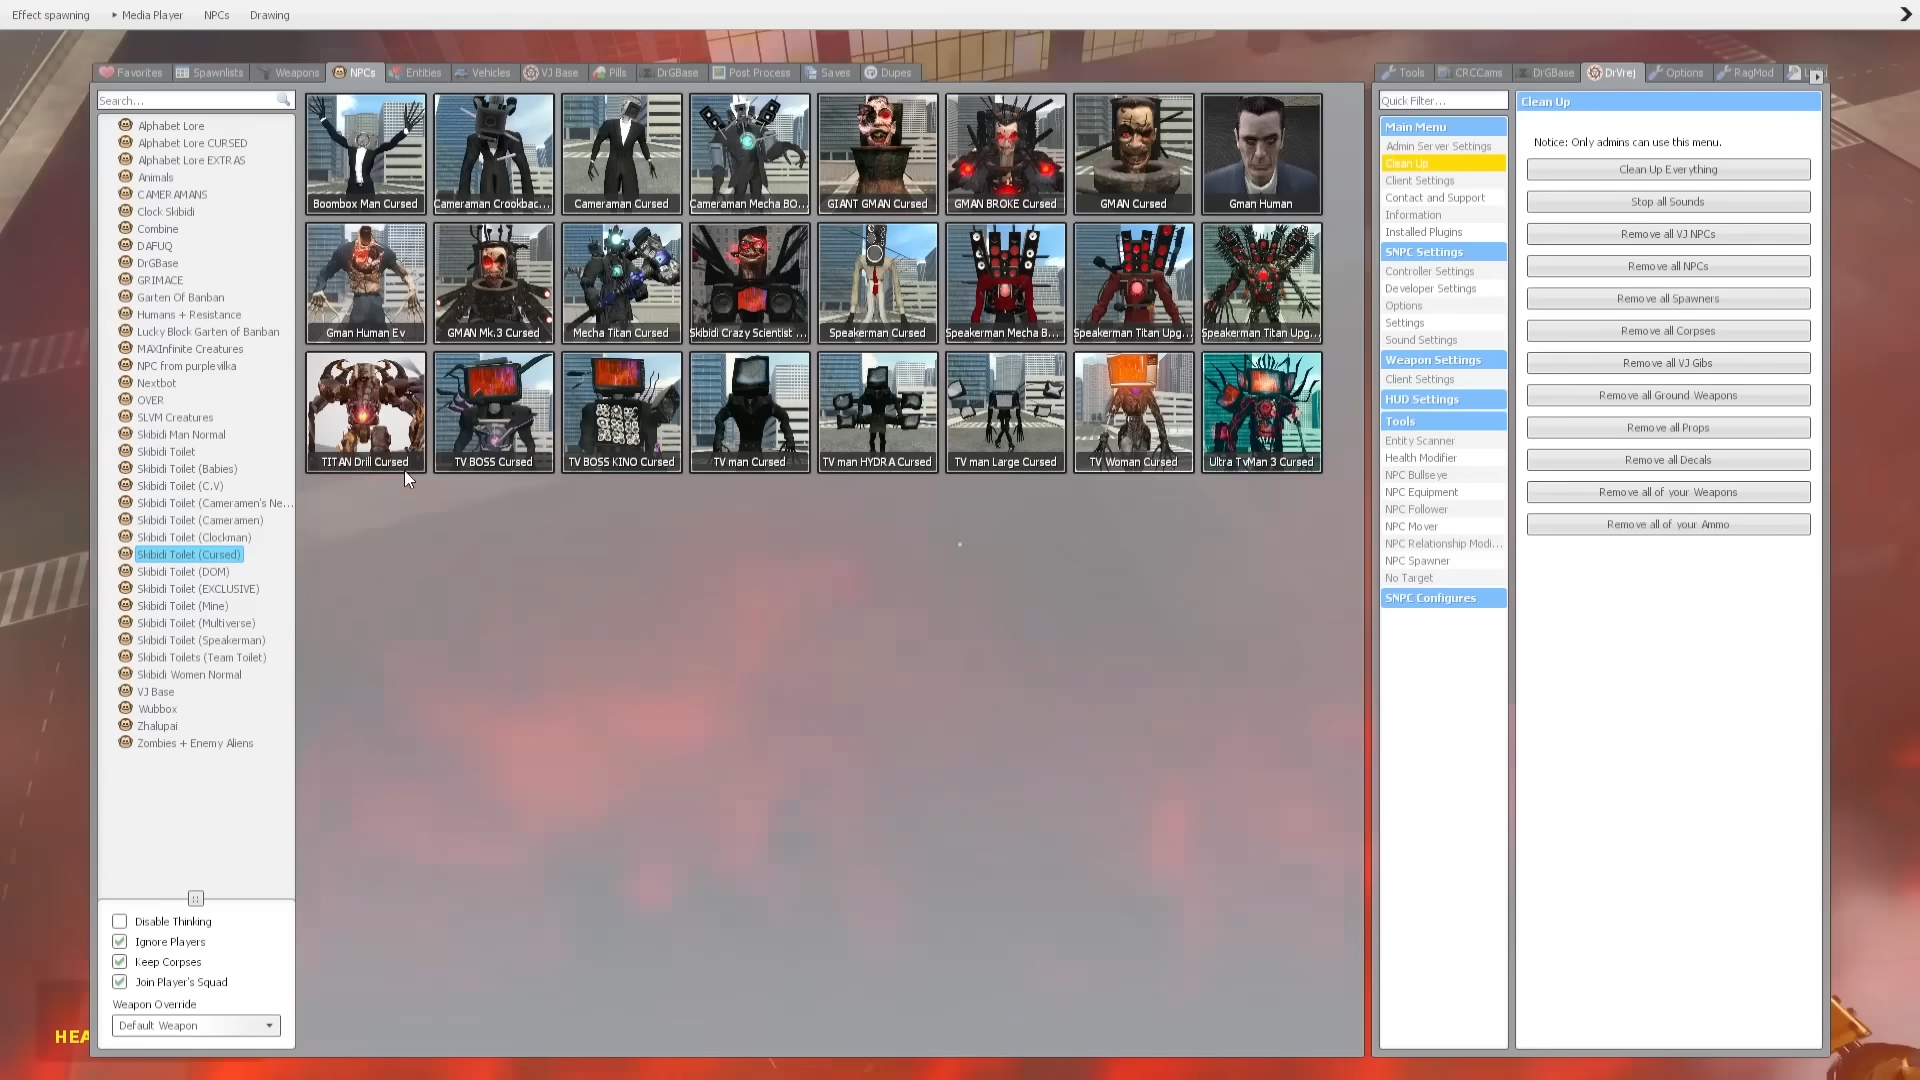 Effect spawning
Media Player
NPCs
Drawing
Favorites
Spawnlists
Weapons
NPCs
Entities
Vehicles
VJ Base
Pills
DrGBase
Post Process
Saves
Dupes
Tools
CRCCams
DrGBase
DrVrej
Options
RagMod
Search...
Alphabet Lore
Alphabet Lore CURSED
Alphabet Lore EXTRAS
Animals
CAMERAMANS
Clock Skibidi
Combine
DAFUQ
DrGBase
GRIMACE
Garten Of Banban
Humans + Resistance
Lucky Block Garten of Banban
MAXInfinite Creatures
NPC from purplevilka
Nextbot
OVER
SLVM Creatures
Skibidi Man Normal
Skibidi Toilet
Skibidi Toilet (Babies)
Skibidi Toilet (C.V)
Skibidi Toilet (Cameramen's Ne...
Skibidi Toilet (Cameramen)
Skibidi Toilet (Clockman)
Skibidi Toilet (Cursed)
Skibidi Toilet (DOM)
Skibidi Toilet (EXCLUSIVE)
Skibidi Toilet (Mine)
Skibidi Toilet (Multiverse)
Skibidi Toilet (Speakerman)
Skibidi Toilets (Team Toilet)
Skibidi Women Normal
VJ Base
Wubbox
Zhalupai
Zombies + Enemy Aliens
Disable Thinking
Ignore Players
Keep Corpses
Join Player's Squad
Weapon Override
Default Weapon
HEA
Boombox Man Cursed
Cameraman Crookbac...
Cameraman Cursed
Cameraman Mecha BO...
GIANT GMAN Cursed
GMAN BROKE Cursed
GMAN Cursed
Gman Human
Gman Human Ev
GMAN Mk.3 Cursed
Mecha Titan Cursed
Skibidi Crazy Scientist ...
Speakerman Cursed
Speakerman Mecha B...
Speakerman Titan Upg...
Speakerman Titan Upg...
TITAN Drill Cursed
TV BOSS Cursed
TV BOSS KINO Cursed
TV man Cursed
TV man HYDRA Cursed
TV man Large Cursed
TV Woman Cursed
Ultra TvMan 3 Cursed
Quick Filter...
Main Menu
Admin Server Settings
Clean Up
Client Settings
Contact and Support
Information
Installed Plugins
SNPC Settings
Controller Settings
Developer Settings
Options
Settings
Sound Settings
Weapon Settings
Client Settings
HUD Settings
Tools
Entity Scanner
Health Modifier
NPC Bullseye
NPC Equipment
NPC Follower
NPC Mover
NPC Relationship Modi...
NPC Spawner
No Target
SNPC Configures
Clean Up
Notice: Only admins can use this menu.
Clean Up Everything
Stop all Sounds
Remove all VJ NPCs
Remove all NPCs
Remove all Spawners
Remove all Corpses
Remove all VJ Gibs
Remove all Ground Weapons
Remove all Props
Remove all Decals
Remove all of your Weapons
Remove all of your Ammo